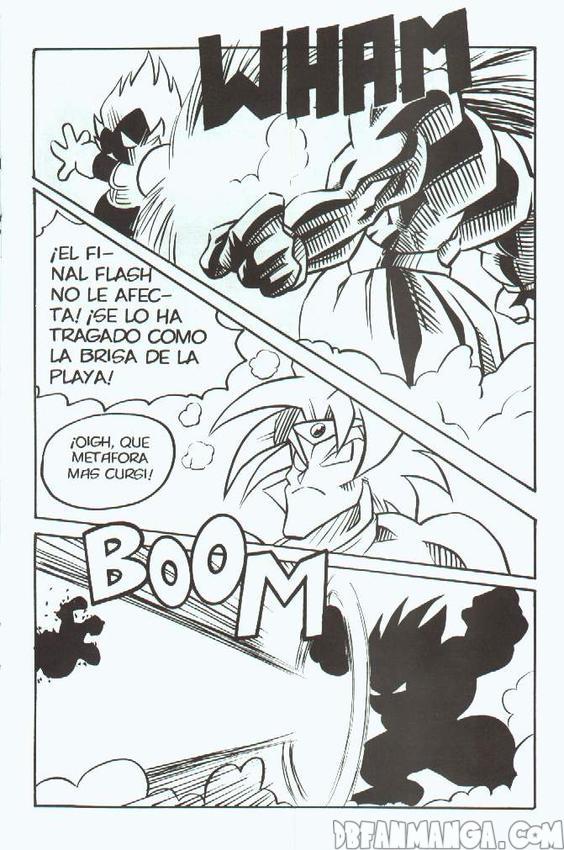 WHAM
¡EL FI-
NAL FLASH
NO LE AFEC-
TA! ¡SE LO HA
TRAGADO COMO
LA BRISA DE LA
PLAYA!
¡OIGH, QUE
METAFORA
MAS CURSI!
BOOM
DBFANMANGA.COM